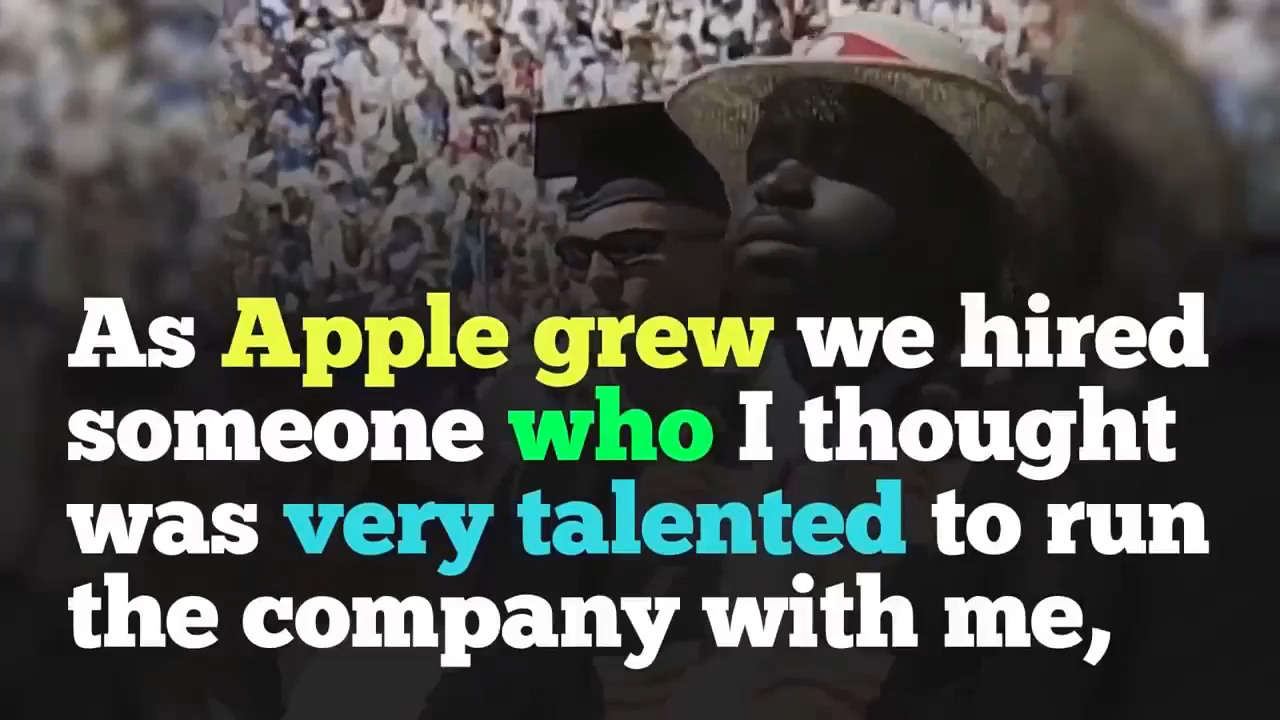 As Apple grew we hired
someone who I thought
was very talented to run
the company with me,